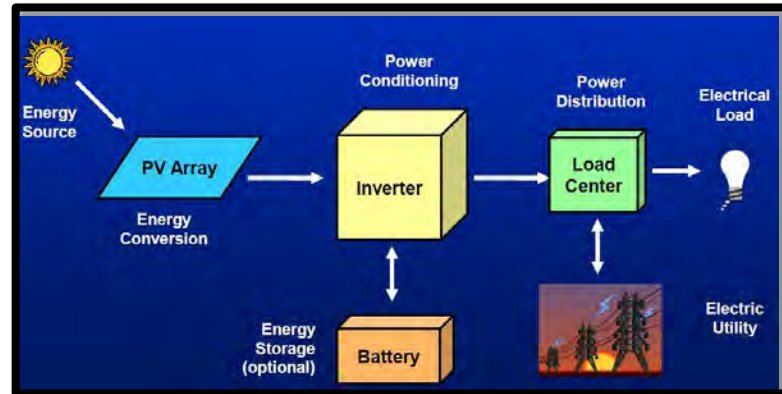 Energy
Source
PV Array
Energy
Conversion
Power
Conditioning
Inverter
Energy
Storage
(optional)
Battery
Power
Distribution
Load
Center
Electrical
Load
Electric
Utility